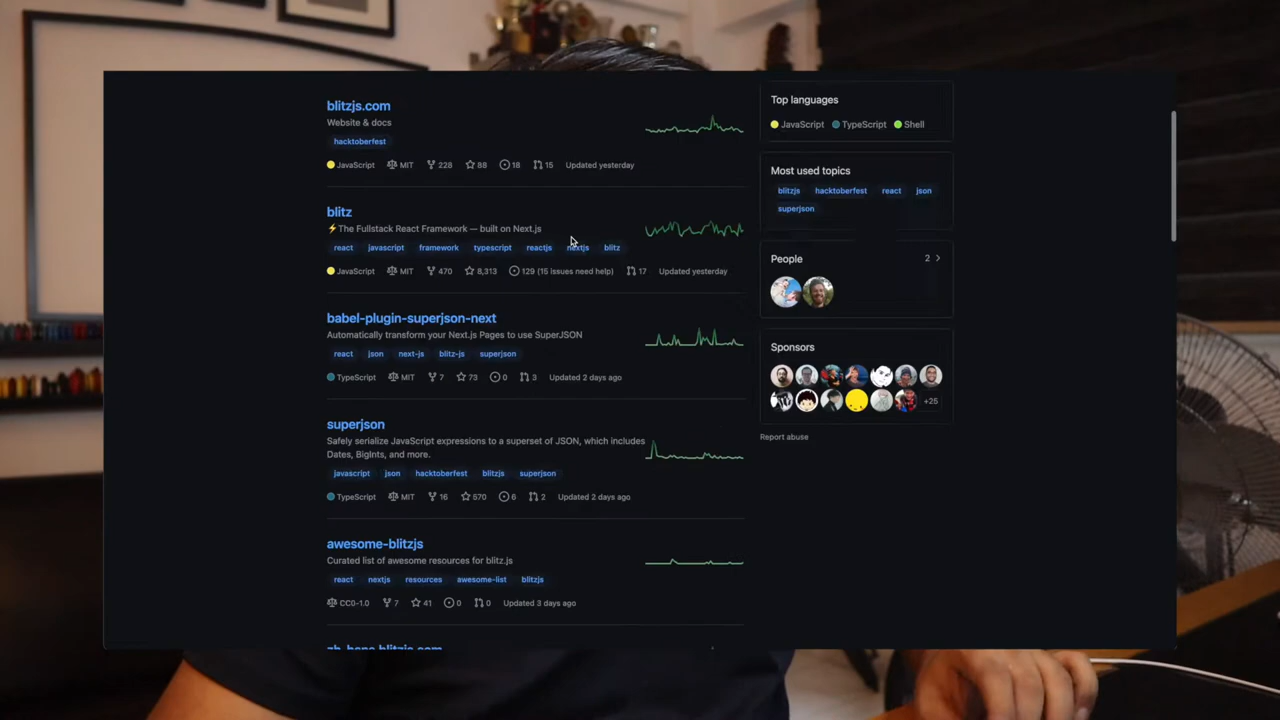 blitzjs.com
Website & docs
hacktoberfest
JavaScript MIT 228 88 18 15 Updated yesterday
blitz
⚡The Fullstack React Framework — built on Next.js
react javascript framework typescript reactjs nextjs blitz
JavaScript MIT 470 8,313 129 (15 issues need help) 17 Updated yesterday
babel-plugin-superjson-next
Automatically transform your Next.js Pages to use SuperJSON
react json next-js blitz-js superjson
TypeScript MIT 7 73 0 3 Updated 2 days ago
superjson
Safely serialize JavaScript expressions to a superset of JSON, which includes
Dates, BigInts, and more.
javascript json hacktoberfest blitzjs superjson
TypeScript MIT 16 570 6 2 Updated 2 days ago
awesome-blitzjs
Curated list of awesome resources for blitz.js
react nextjs resources awesome-list blitzjs
CC0-1.0 7 41 0 0 Updated 3 days ago
Top languages
JavaScript TypeScript Shell
Most used topics
blitzjs hacktoberfest react json
superjson
People 2
Sponsors
+26
Report abuse